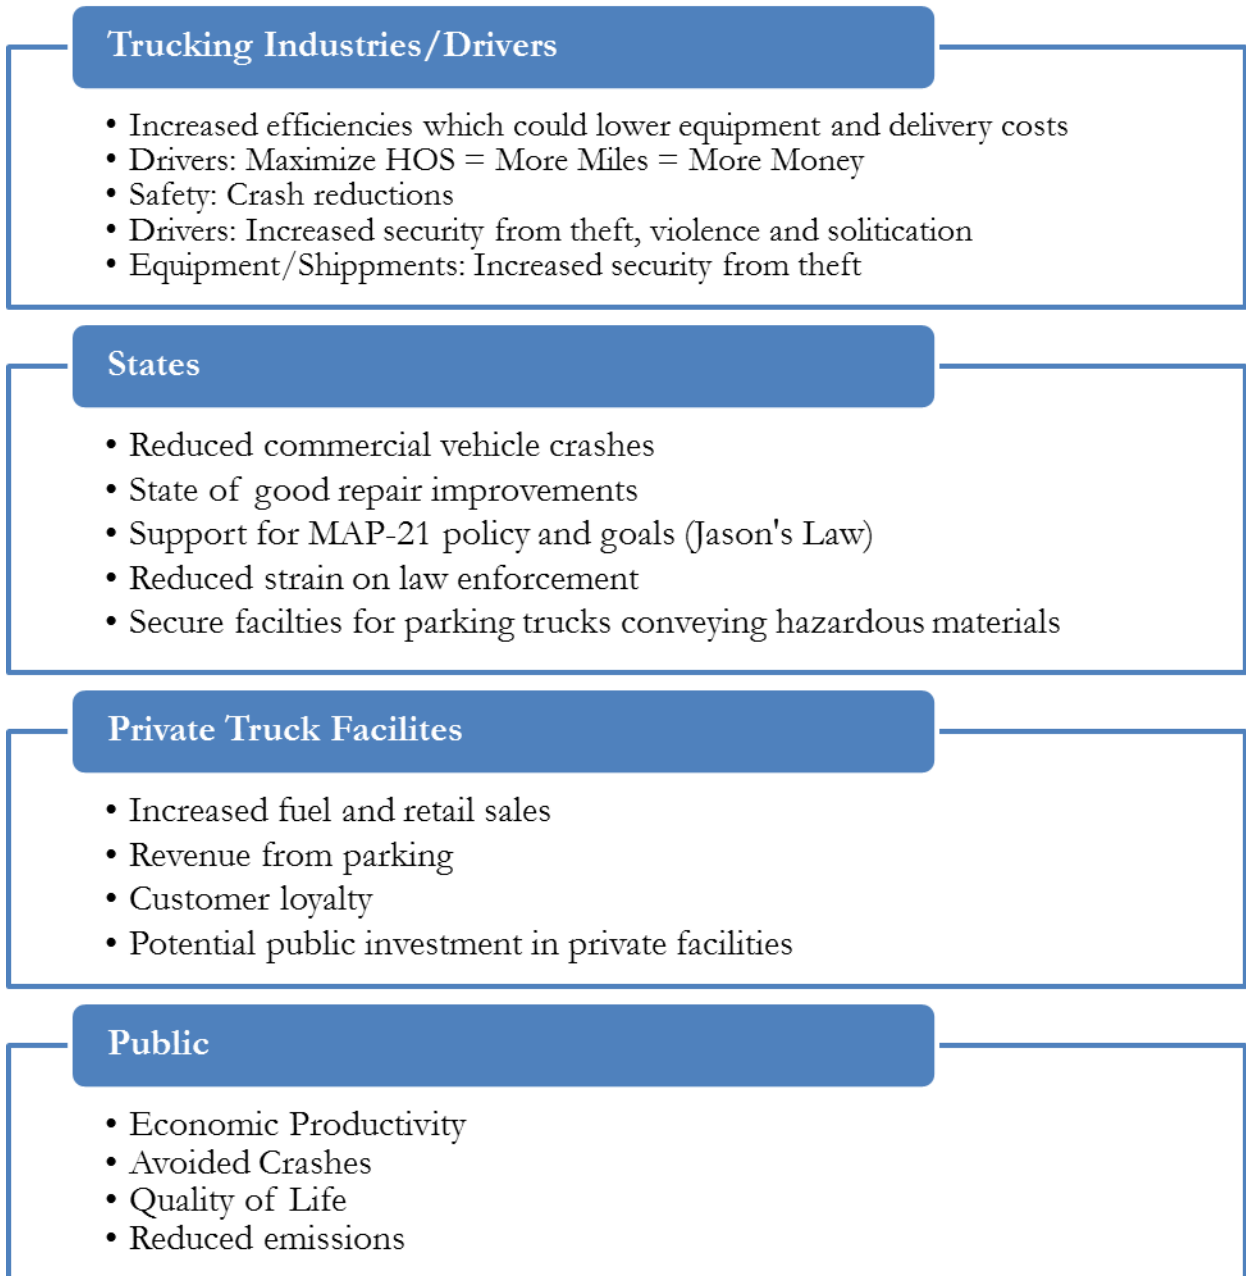 Trucking Industries/Drivers
• Increased efficiencies which could lower equipment and delivery costs
• Drivers: Maximize HOS = More Miles = More Money
• Safety: Crash reductions
• Drivers: Increased security from theft, violence and solitication
• Equipment/Shippments: Increased security from theft
States
• Reduced commercial vehicle crashes
• State of good repair improvements
• Support for MAP-21 policy and goals (Jason's Law)
• Reduced strain on law enforcement
• Secure facilties for parking trucks conveying hazardous materials
Private Truck Facilites
• Increased fuel and retail sales
• Revenue from parking
• Customer loyalty
• Potential public investment in private facilities
Public
• Economic Productivity
• Avoided Crashes
• Quality of Life
• Reduced emissions